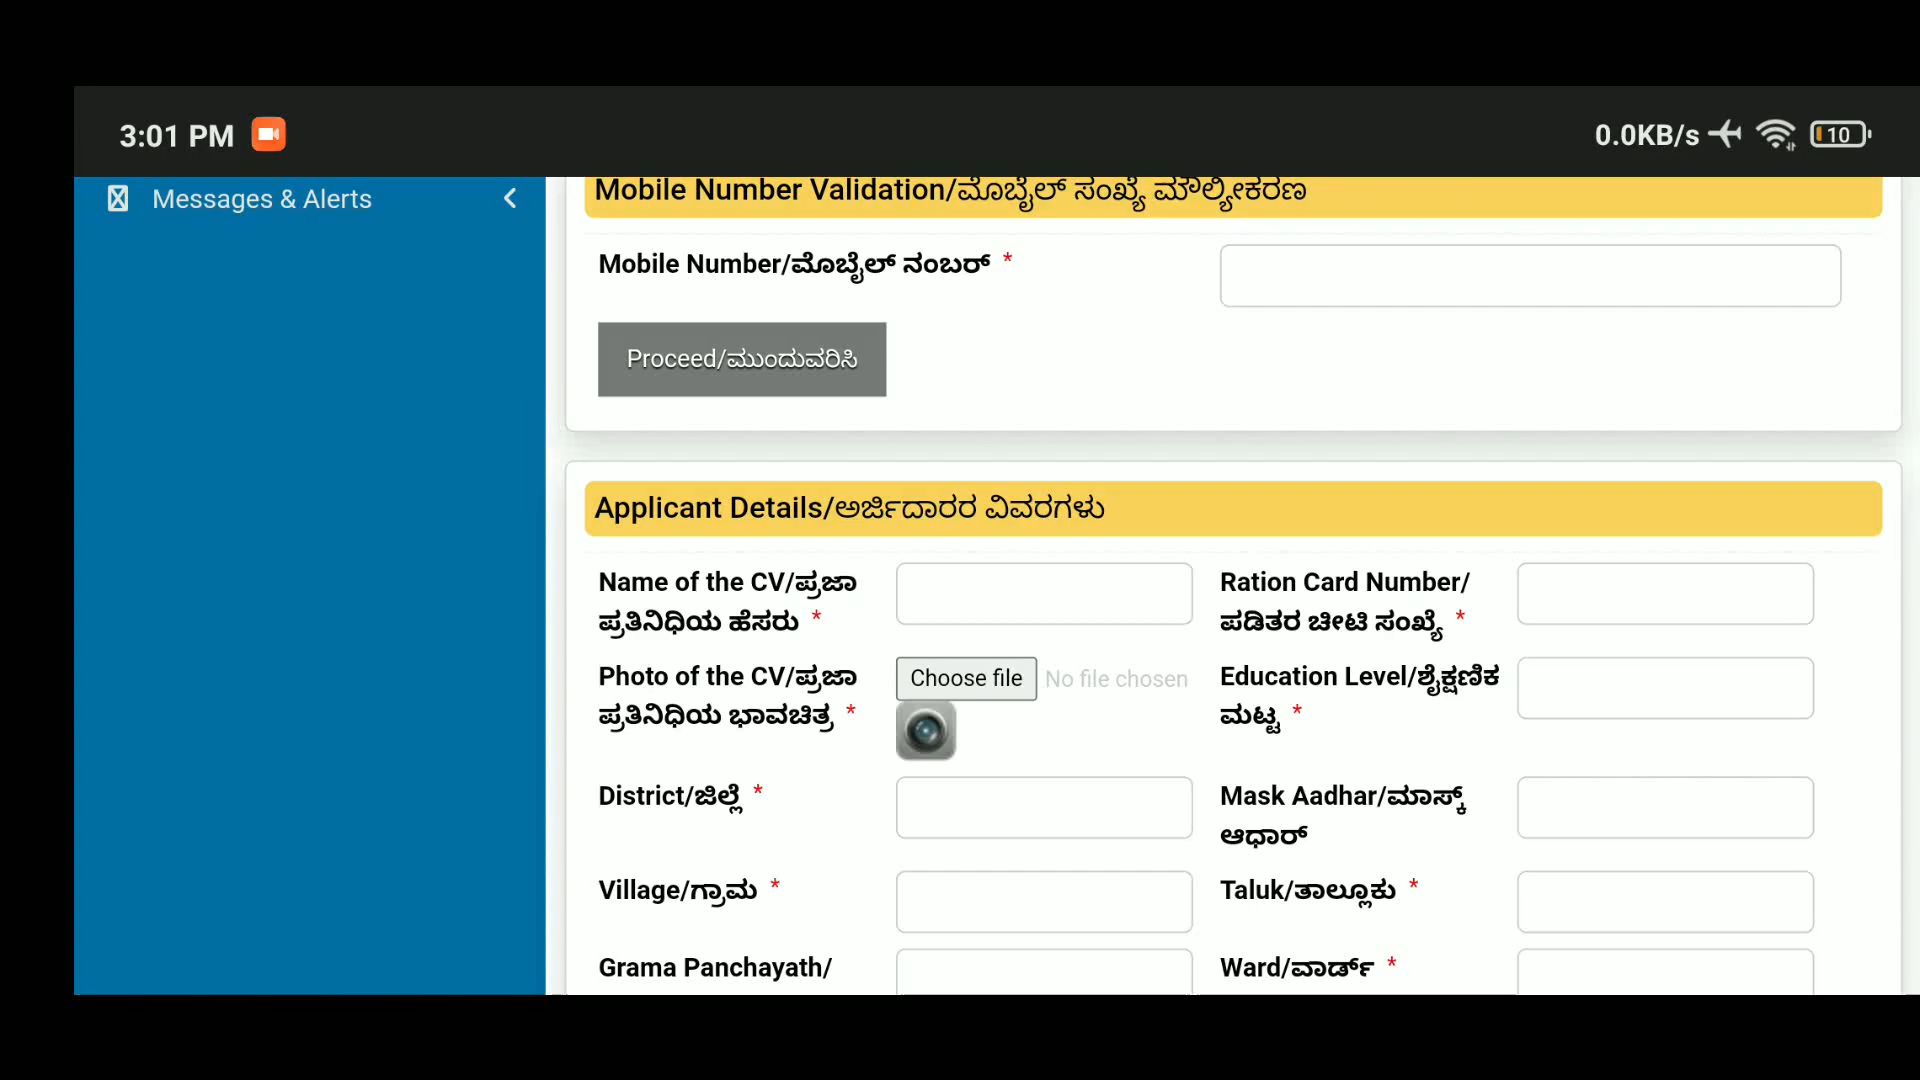 3:01 PM
0.0KB/s
10
Messages & Alerts
Mobile Number Validation/ಮೊಬೈಲ್ ಸಂಖ್ಯೆ ಮೌಲ್ಯೀಕರಣ
Mobile Number/ಮೊಬೈಲ್ ನಂಬರ್ *
Proceed/ಮುಂದುವರಿಸಿ
Applicant Details/ಅರ್ಜಿದಾರರ ವಿವರಗಳು
Name of the CV/ಪ್ರಜಾ
ಪ್ರತಿನಿಧಿಯ ಹೆಸರು *
Ration Card Number/
ಪಡಿತರ ಚೀಟಿ ಸಂಖ್ಯೆ *
Photo of the CV/ಪ್ರಜಾ
ಪ್ರತಿನಿಧಿಯ ಭಾವಚಿತ್ರ *
Choose file No file chosen
Education Level/ಶೈಕ್ಷಣಿಕ
ಮಟ್ಟ *
District/ಜಿಲ್ಲೆ *
Mask Aadhar/ಮಾಸ್ಕ್
ಆಧಾರ್
Village/ಗ್ರಾಮ *
Taluk/ತಾಲ್ಲೂಕು *
Grama Panchayath/
Ward/ವಾರ್ಡ್ *